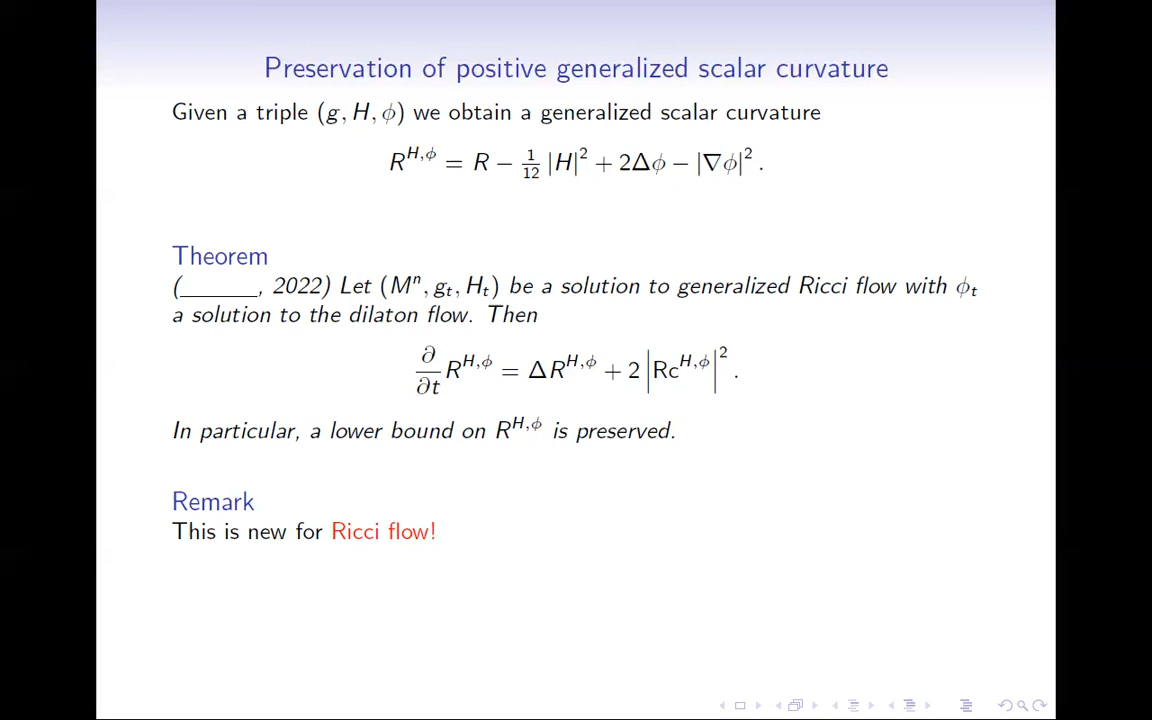 Preservation of positive generalized scalar curvature
Given a triple (g, H, ϕ) we obtain a generalized scalar curvature
R^{H,ϕ} = R − 1/12 |H|² + 2Δϕ − |∇ϕ|² .
Theorem
(______, 2022) Let (Mⁿ, g_t, H_t) be a solution to generalized Ricci flow with ϕ_t
a solution to the dilaton flow. Then
∂/∂t R^{H,ϕ} = ΔR^{H,ϕ} + 2 |Rc^{H,ϕ}|² .
In particular, a lower bound on R^{H,ϕ} is preserved.
Remark
This is new for Ricci flow!